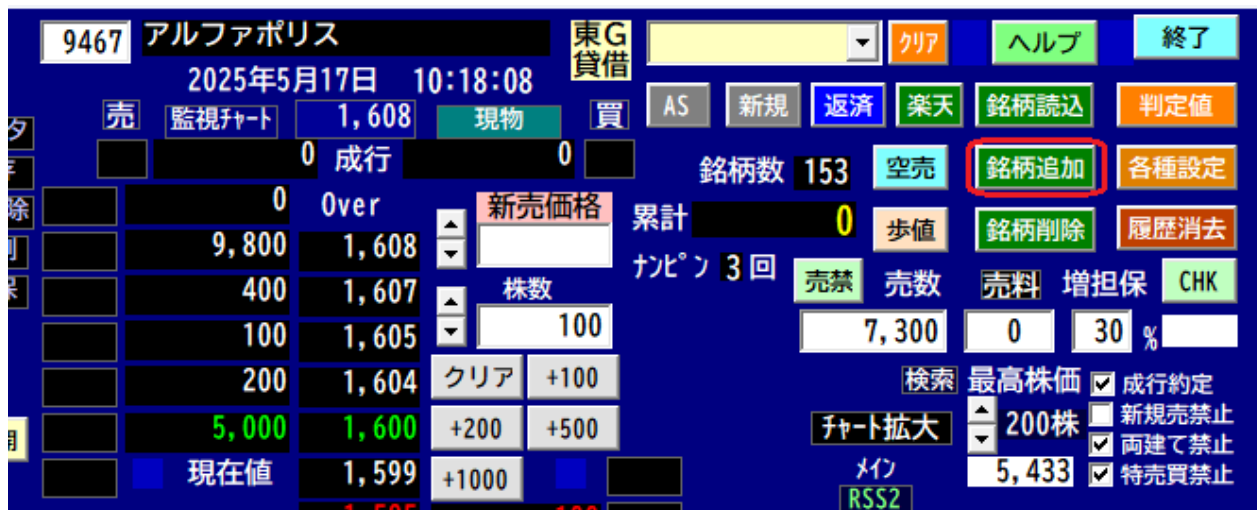 9467 アルファポリス 東G クリア ヘルプ 終了
2025年5月17日 10:18:08 貸借
売 監視ﾁｬｰﾄ 1,608 現物 買 AS 新規 返済 楽天 銘柄読込 判定値
0 成行 0 銘柄数 153 空売 銘柄追加 各種設定
除 0 Over 新売価格 累計 0 歩値 銘柄削除 履歴消去
9,800 1,608 ﾅﾝﾋﾟﾝ 3回 売禁 売数 売料 増担保 CHK
400 1,607 株数
100 1,605 100 7,300 0 30 %
200 1,604 クリア +100 検索 最高株価 成行約定
5,000 1,600 +200 +500 ﾁｬｰﾄ拡大 200株 新規売禁止
両建て禁止
現在値 1,599 +1000 ﾒｲﾝ 5,433 特売買禁止
RSS2